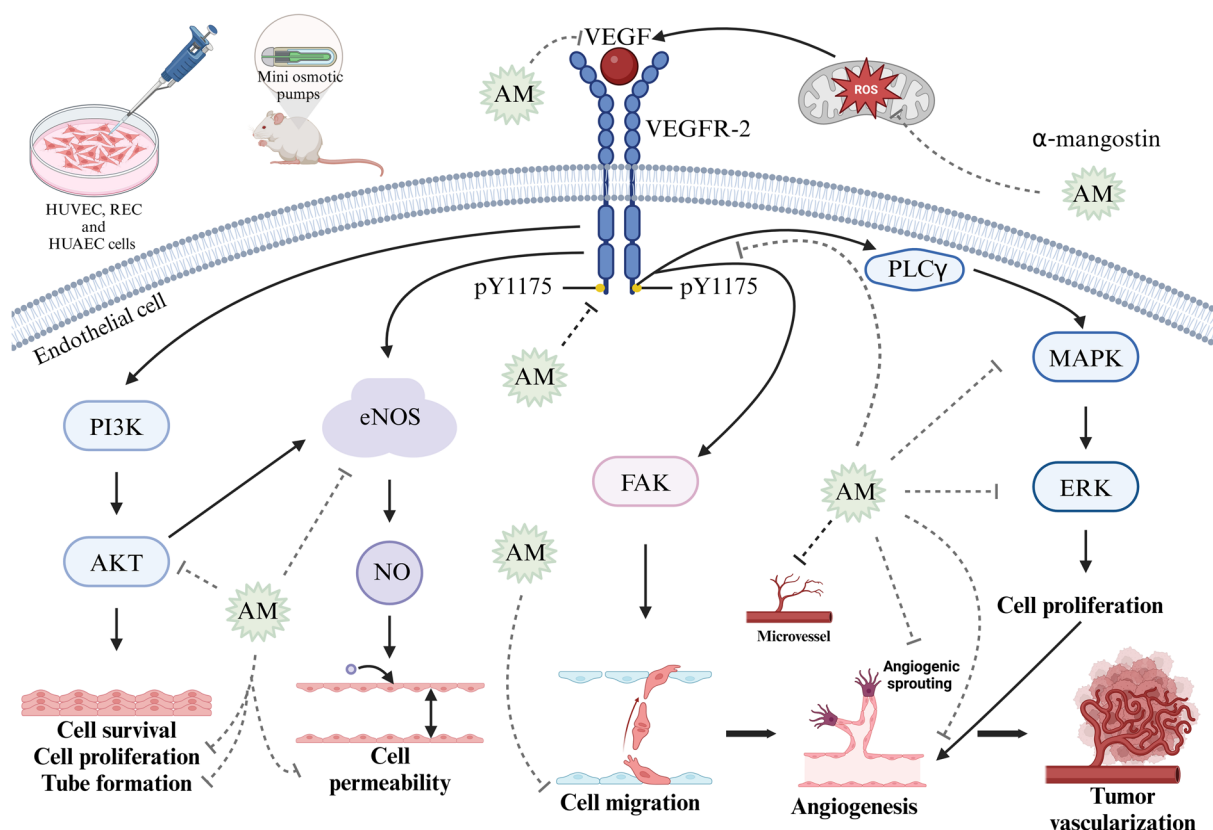 VEGF
Mini osmotic
pumps
AM
ROS
VEGFR-2
α-mangostin
AM
HUVEC, REC
and
HUAEC cells
PLCγ
pY1175
pY1175
Endothelial cell
MAPK
AM
PI3K
eNOS
FAK
AM
ERK
AKT
AM
NO
AM
Cell proliferation
Microvessel
Angiogenic
sprouting
Cell survival
Cell proliferation
Tube formation
Cell
permeability
Cell migration
Angiogenesis
Tumor
vascularization